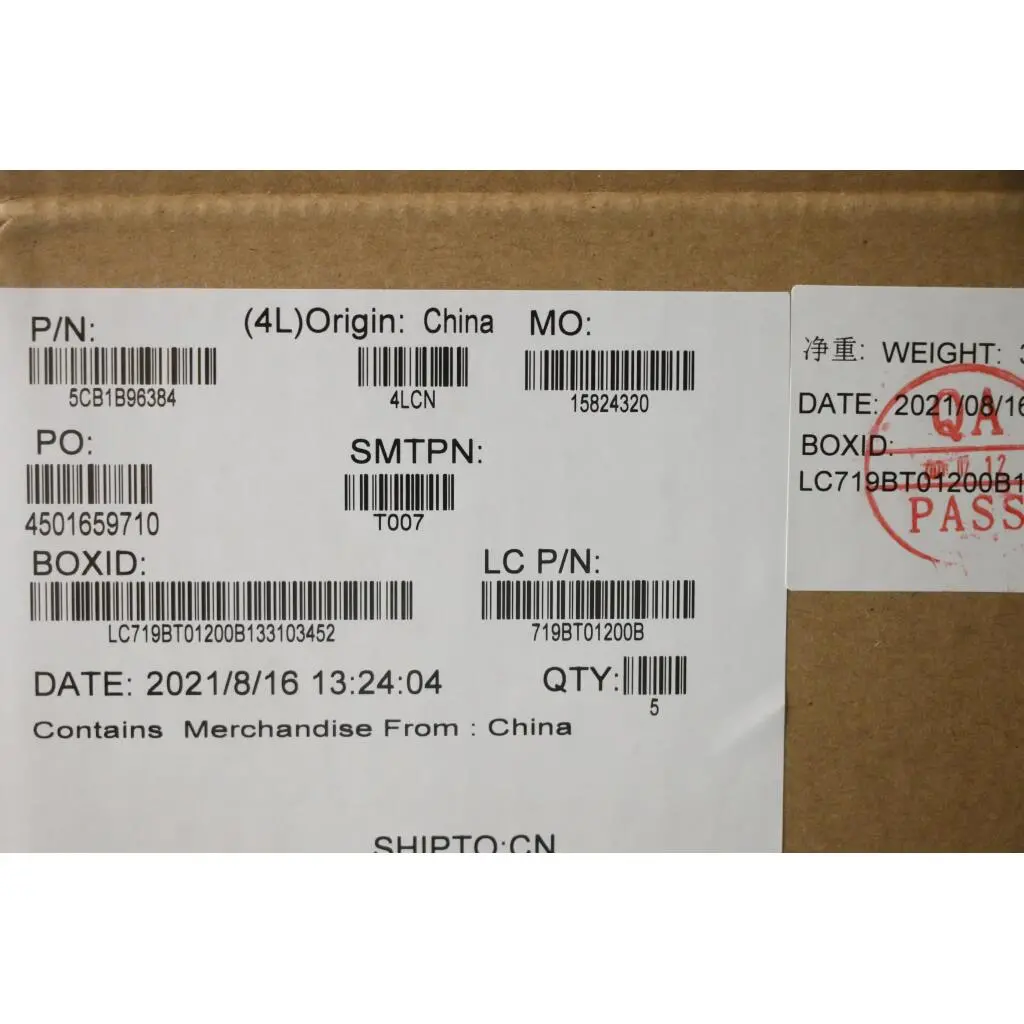 P/N: (4L)Origin: China MO:
5CB1B96384 4LCN 15824320
PO: SMTPN:
4501659710 T007
BOXID: LC P/N:
LC719BT01200B133103452 719BT01200B
DATE: 2021/8/16 13:24:04 QTY:
5
Contains Merchandise From : China
SHIPTO:CN
净重: WEIGHT:
DATE: 2021/08/16
BOXID:
LC719BT01200B1
QA
12
PASS